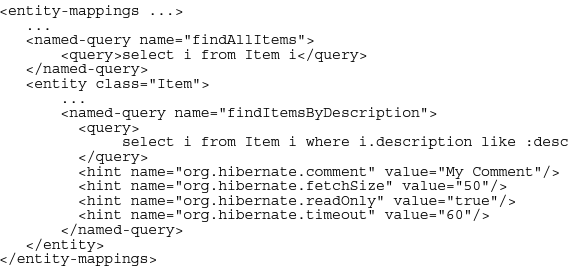 <entity-mappings ...>
...
<named-query name="findAllItems">
<query>select i from Item i</query>
</named-query>
<entity class="Item">
...
<named-query name="findItemsByDescription">
<query>
select i from Item i where i.description like :desc
</query>
<hint name="org.hibernate.comment" value="My Comment"/>
<hint name="org.hibernate.fetchSize" value="50"/>
<hint name="org.hibernate.readOnly" value="true"/>
<hint name="org.hibernate.timeout" value="60"/>
</named-query>
</entity>
</entity-mappings>